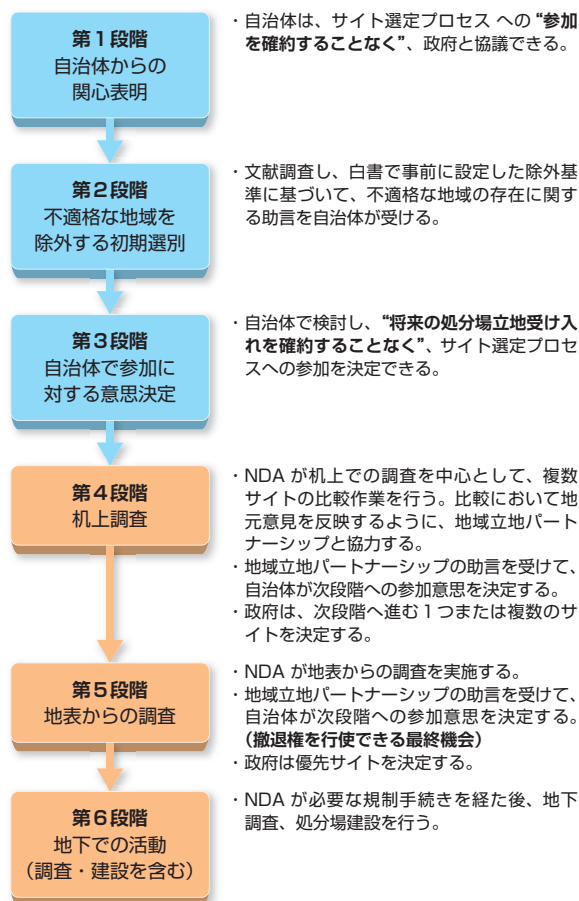 第1段階
自治体からの
関心表明
・自治体は、サイト選定プロセス への“参加
を確約することなく”、政府と協議できる。
第2段階
不適格な地域を
除外する初期選別
・文献調査し、白書で事前に設定した除外基
準に基づいて、不適格な地域の存在に関す
る助言を自治体が受ける。
第3段階
自治体で参加に
対する意思決定
・自治体で検討し、“将来の処分場立地受け入
れを確約することなく”、サイト選定プロセ
スへの参加を決定できる。
第4段階
机上調査
・NDA が机上での調査を中心として、複数
サイトの比較作業を行う。比較において地
元意見を反映するように、地域立地パート
ナーシップと協力する。
・地域立地パートナーシップの助言を受けて、
自治体が次段階への参加意思を決定する。
・政府は、次段階へ進む1つまたは複数のサ
イトを決定する。
第5段階
地表からの調査
・NDA が地表からの調査を実施する。
・地域立地パートナーシップの助言を受けて、
自治体が次段階への参加意思を決定する。
(撤退権を行使できる最終機会)
・政府は優先サイトを決定する。
第6段階
地下での活動
(調査・建設を含む)
・NDA が必要な規制手続きを経た後、地下
調査、処分場建設を行う。